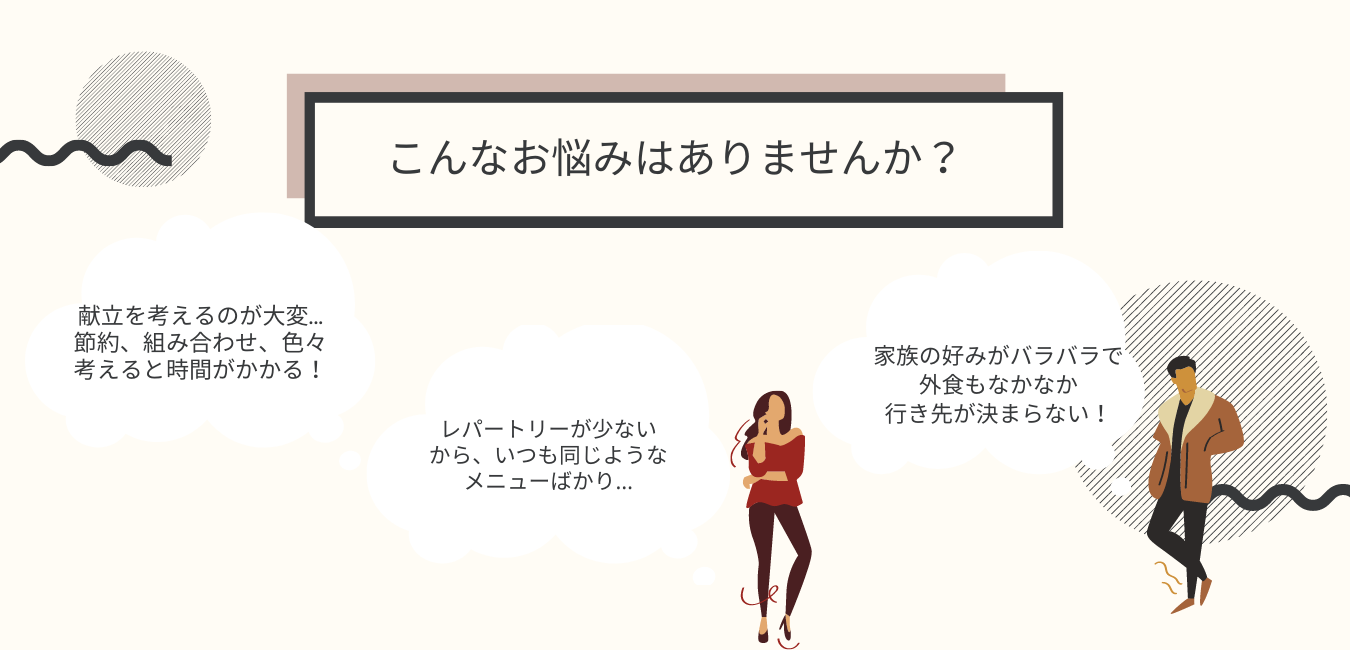 こんなお悩みはありませんか？
献立を考えるのが大変...
節約、組み合わせ、色々
考えると時間がかかる！
レパートリーが少ない
から、いつも同じような
メニューばかり...
家族の好みがバラバラで
外食もなかなか
行き先が決まらない！